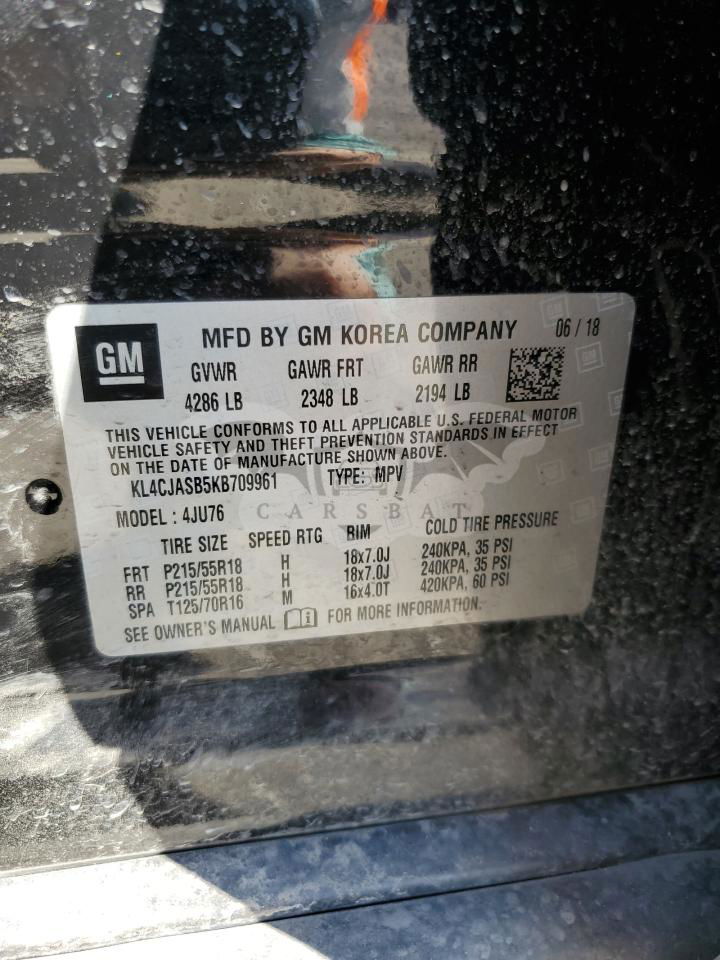 GM
MFD BY GM KOREA COMPANY 06 / 18
GVWR GAWR FRT GAWR RR
4286 LB 2348 LB 2194 LB
THIS VEHICLE CONFORMS TO ALL APPLICABLE U.S. FEDERAL MOTOR
VEHICLE SAFETY AND THEFT PREVENTION STANDARDS IN EFFECT
ON THE DATE OF MANUFACTURE SHOWN ABOVE.
KL4CJASB5KB709961 TYPE: MPV
CARSBAT
MODEL : 4JU76
TIRE SIZE SPEED RTG RIM COLD TIRE PRESSURE
FRT P215/55R18 H 18x7.0J 240KPA, 35 PSI
RR P215/55R18 H 18x7.0J 240KPA, 35 PSI
SPA T125/70R16 M 16x4.0T 420KPA, 60 PSI
SEE OWNER'S MANUAL FOR MORE INFORMATION.